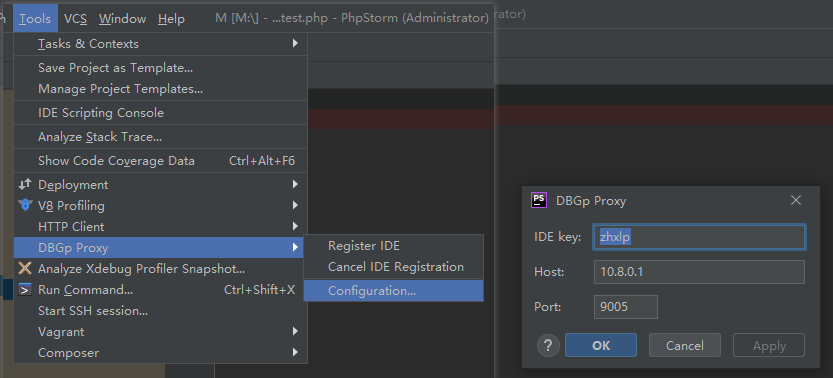 Tools VCS Window Help M [M:\] - ...test.php - PhpStorm (Administrator)
Tasks & Contexts
Save Project as Template...
Manage Project Templates...
IDE Scripting Console
Analyze Stack Trace...
Show Code Coverage Data Ctrl+Alt+F6
Deployment
V8 Profiling
HTTP Client
DBGp Proxy
Analyze Xdebug Profiler Snapshot...
Run Command... Ctrl+Shift+X
Start SSH session...
Vagrant
Composer
Register IDE
Cancel IDE Registration
Configuration...
PS DBGp Proxy
IDE key: zhxlp
Host: 10.8.0.1
Port: 9005
? OK Cancel Apply